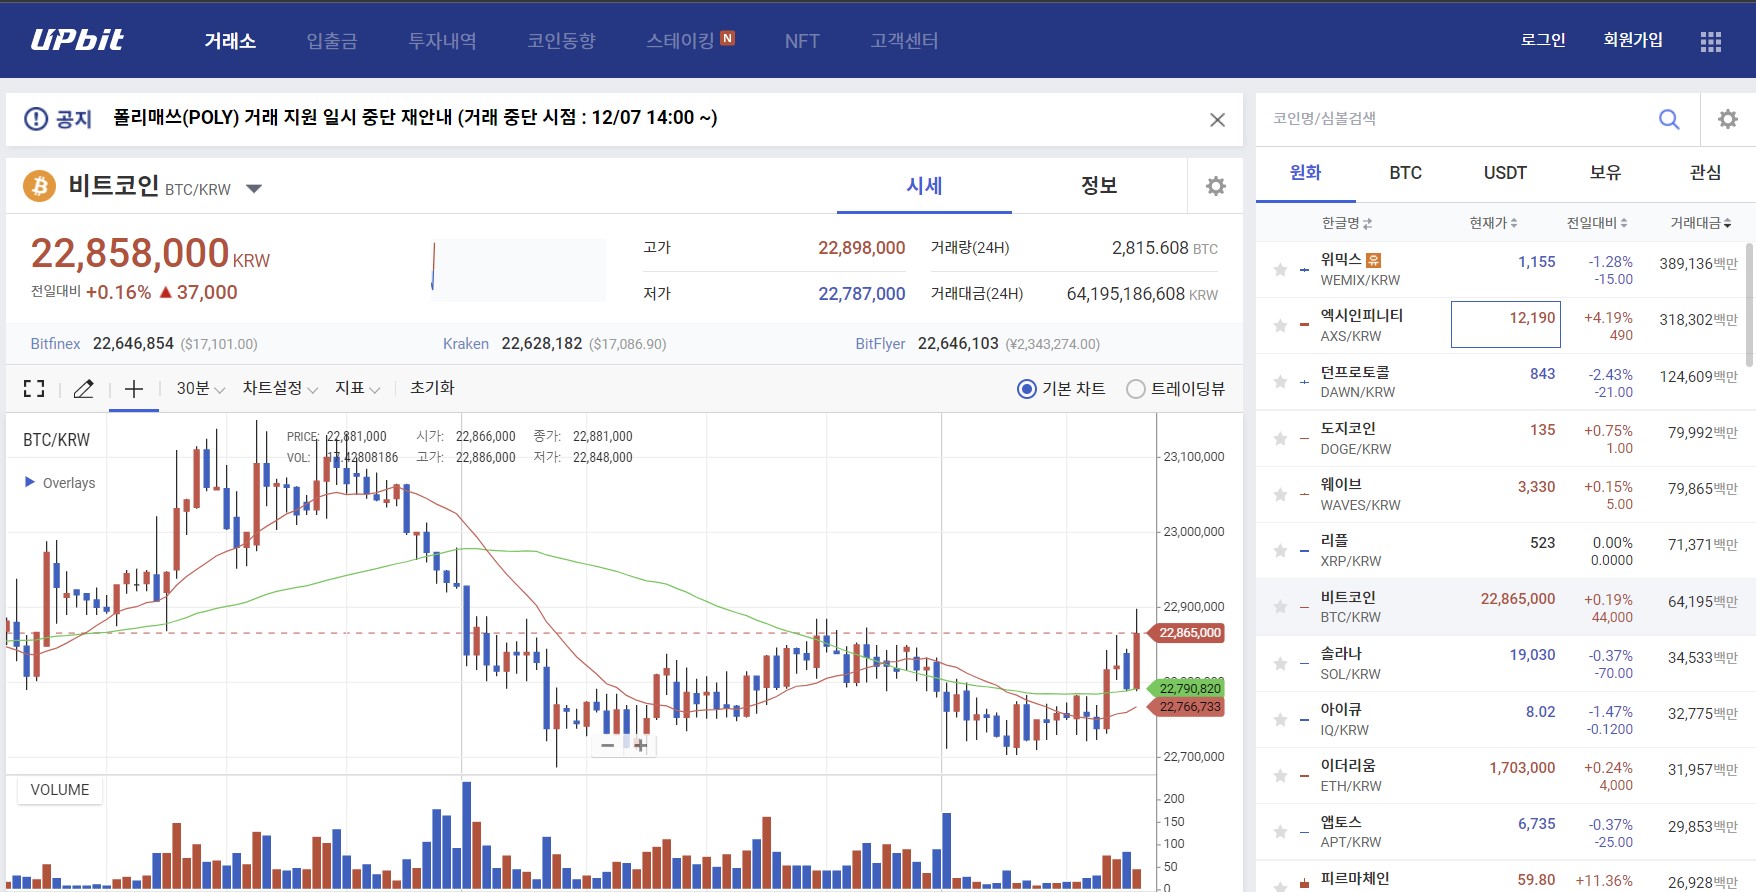 UPbit
거래소 입출금 투자내역 코인동향 스테이킹 N NFT 고객센터
로그인 회원가입
공지 폴리매쓰(POLY) 거래 지원 일시 중단 재안내 (거래 중단 시점 : 12/07 14:00 ~)
비트코인 BTC/KRW
시세 정보
22,858,000 KRW
전일대비 +0.16% ▲ 37,000
고가 22,898,000 거래량(24H) 2,815.608 BTC
저가 22,787,000 거래대금(24H) 64,195,186,608 KRW
Bitfinex 22,646,854 ($17,101.00) Kraken 22,628,182 ($17,086.90) BitFlyer 22,646,103 (¥2,343,274.00)
30분 차트설정 지표 초기화 기본 차트 트레이딩뷰
BTC/KRW
PRICE: 22,881,000 시가: 22,866,000 종가: 22,881,000
VOL: 17.42808186 고가: 22,886,000 저가: 22,848,000
Overlays
23,100,000
23,000,000
22,900,000
22,865,000
22,790,820
22,766,733
22,700,000
VOLUME
200
150
100
50
0
코인명/심볼검색
원화 BTC USDT 보유 관심
한글명 현재가 전일대비 거래대금
위믹스 유 1,155 -1.28% 389,136백만
WEMIX/KRW -15.00
엑시인피니티 12,190 +4.19% 318,302백만
AXS/KRW 490
던프로토콜 843 -2.43% 124,609백만
DAWN/KRW -21.00
도지코인 135 +0.75% 79,992백만
DOGE/KRW 1.00
웨이브 3,330 +0.15% 79,865백만
WAVES/KRW 5.00
리플 523 0.00% 71,371백만
XRP/KRW 0.0000
비트코인 22,865,000 +0.19% 64,195백만
BTC/KRW 44,000
솔라나 19,030 -0.37% 34,533백만
SOL/KRW -70.00
아이큐 8.02 -1.47% 32,775백만
IQ/KRW -0.1200
이더리움 1,703,000 +0.24% 31,957백만
ETH/KRW 4,000
앱토스 6,735 -0.37% 29,853백만
APT/KRW -25.00
피르마체인 59.80 +11.36% 26,928백만